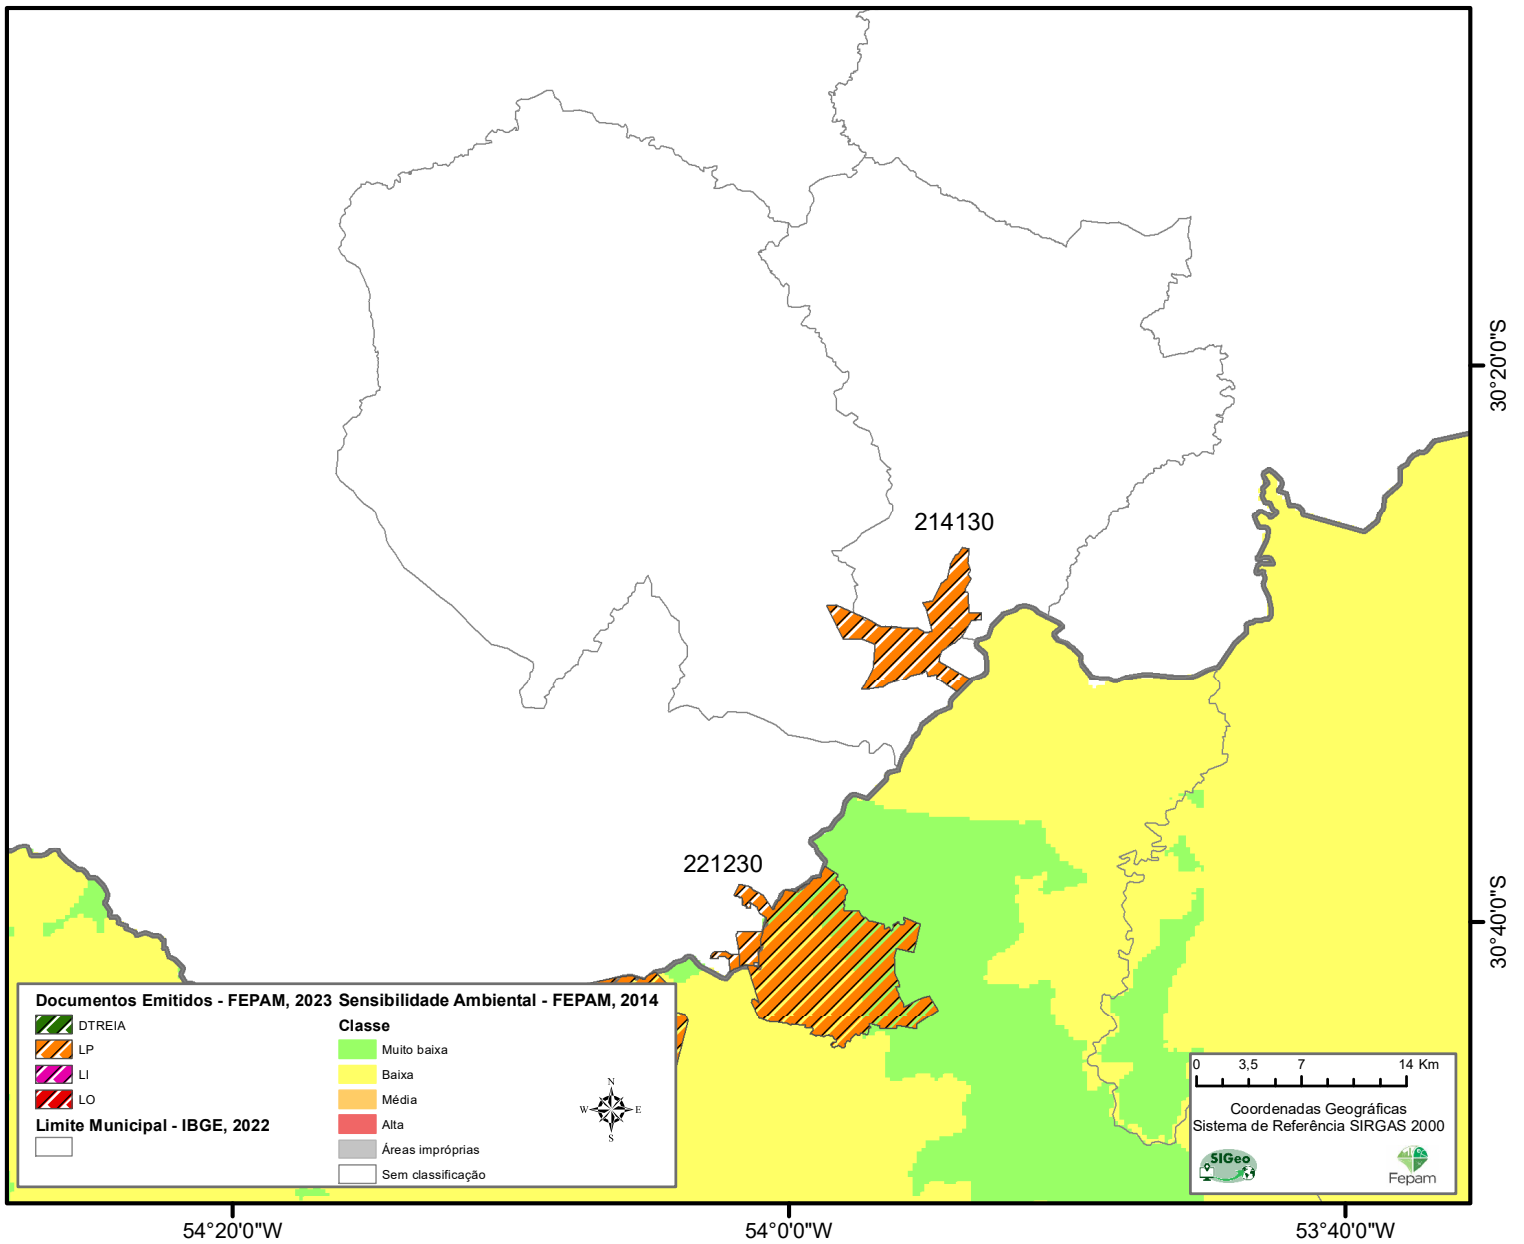 214130
221230
30°20'0"S
30°40'0"S
Documentos Emitidos - FEPAM, 2023
DTREIA
LP
LI
LO
Limite Municipal - IBGE, 2022
Sensibilidade Ambiental - FEPAM, 2014
Classe
Muito baixa
Baixa
Média
Alta
Áreas impróprias
Sem classificação
N
W E
S
0 3,5 7 14 Km
Coordenadas Geográficas
Sistema de Referência SIRGAS 2000
SIGeo
Fepam
54°20'0"W 54°0'0"W 53°40'0"W